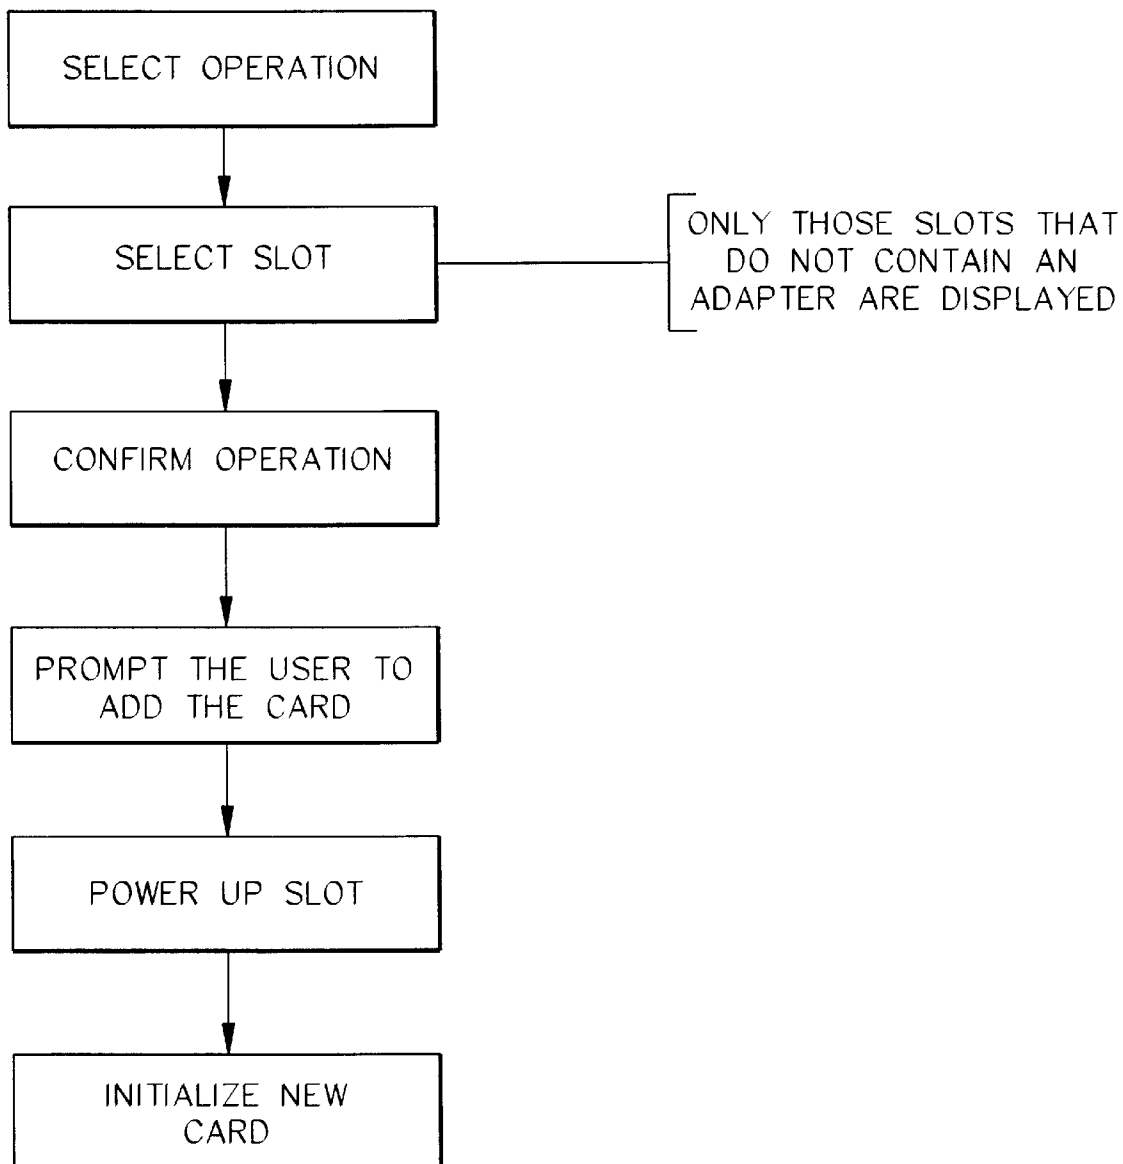 SELECT OPERATION
SELECT SLOT
ONLY THOSE SLOTS THAT
DO NOT CONTAIN AN
ADAPTER ARE DISPLAYED
CONFIRM OPERATION
PROMPT THE USER TO
ADD THE CARD
POWER UP SLOT
INITIALIZE NEW
CARD